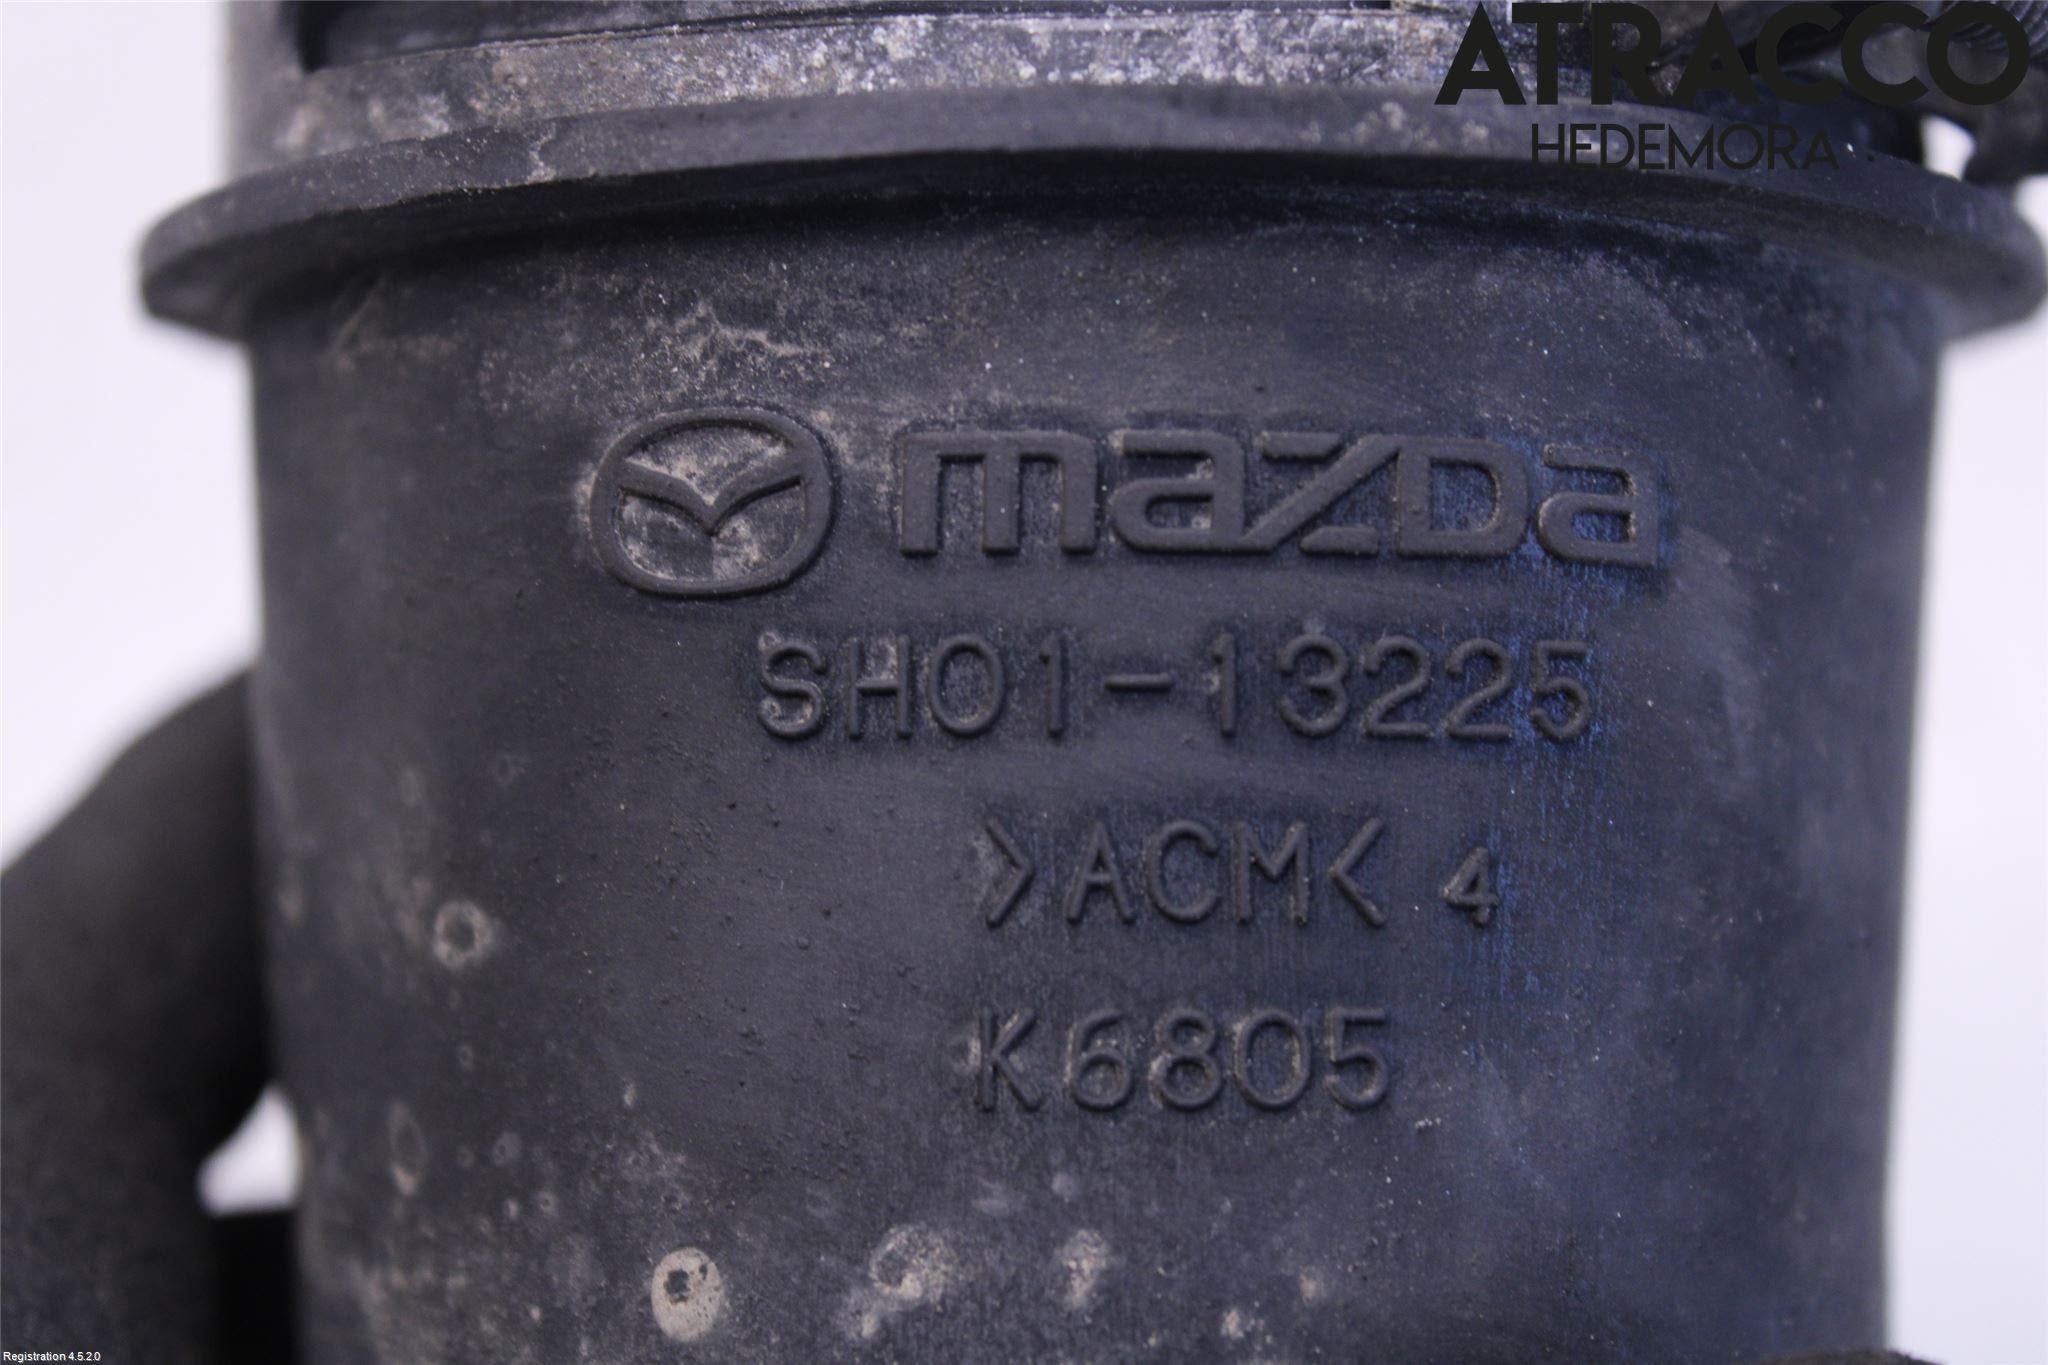 ATRACCO
HEDEMORA
mazda
SH01-13225
>ACM< 4
K6805
Registration 4.5.2.0